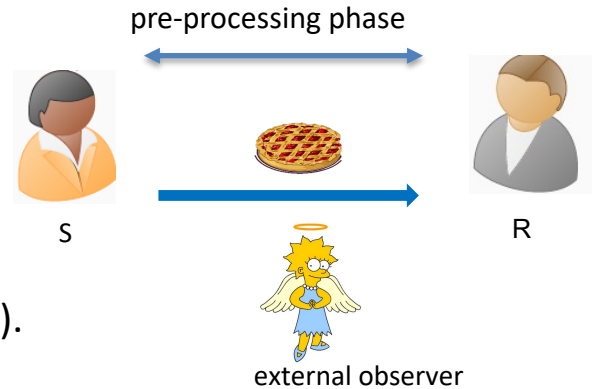 pre-processing phase
S
R
).
external observer